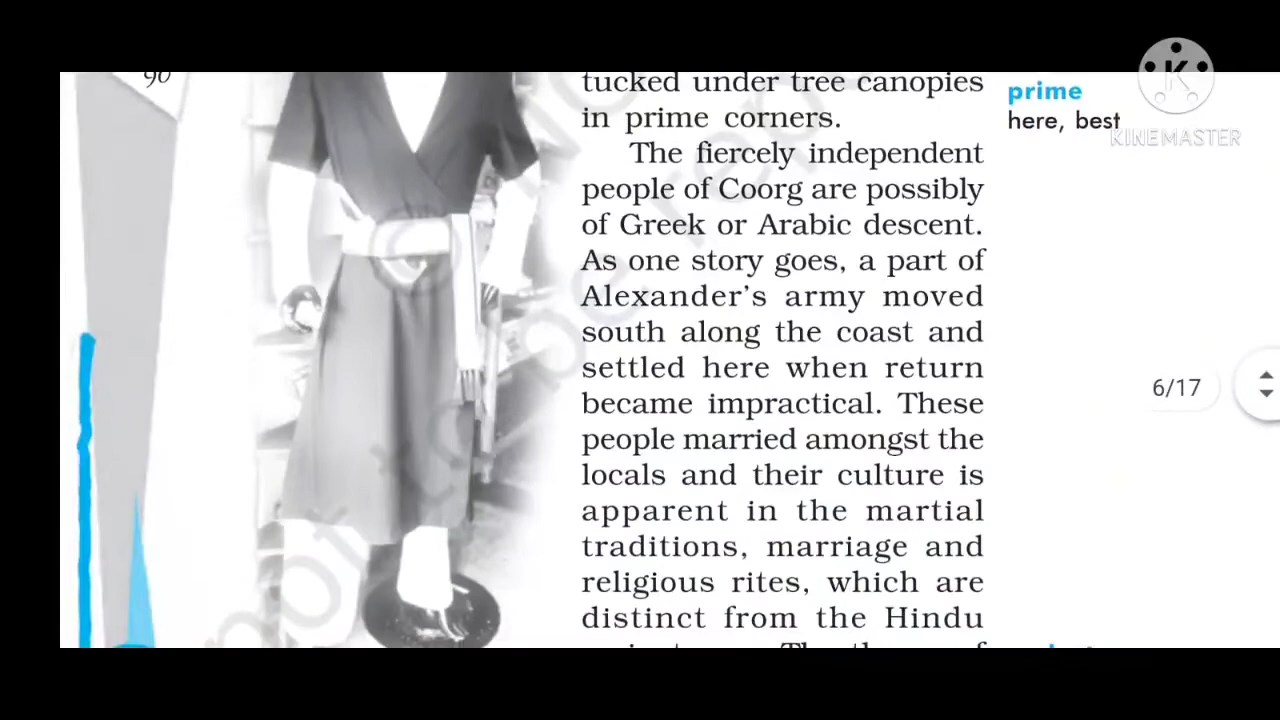 90
tucked under tree canopies
in prime corners.
The fiercely independent
people of Coorg are possibly
of Greek or Arabic descent.
As one story goes, a part of
Alexander's army moved
south along the coast and
settled here when return
became impractical. These
people married amongst the
locals and their culture is
apparent in the martial
traditions, marriage and
religious rites, which are
distinct from the Hindu
prime
here, best
K
KINEMASTER
6/17